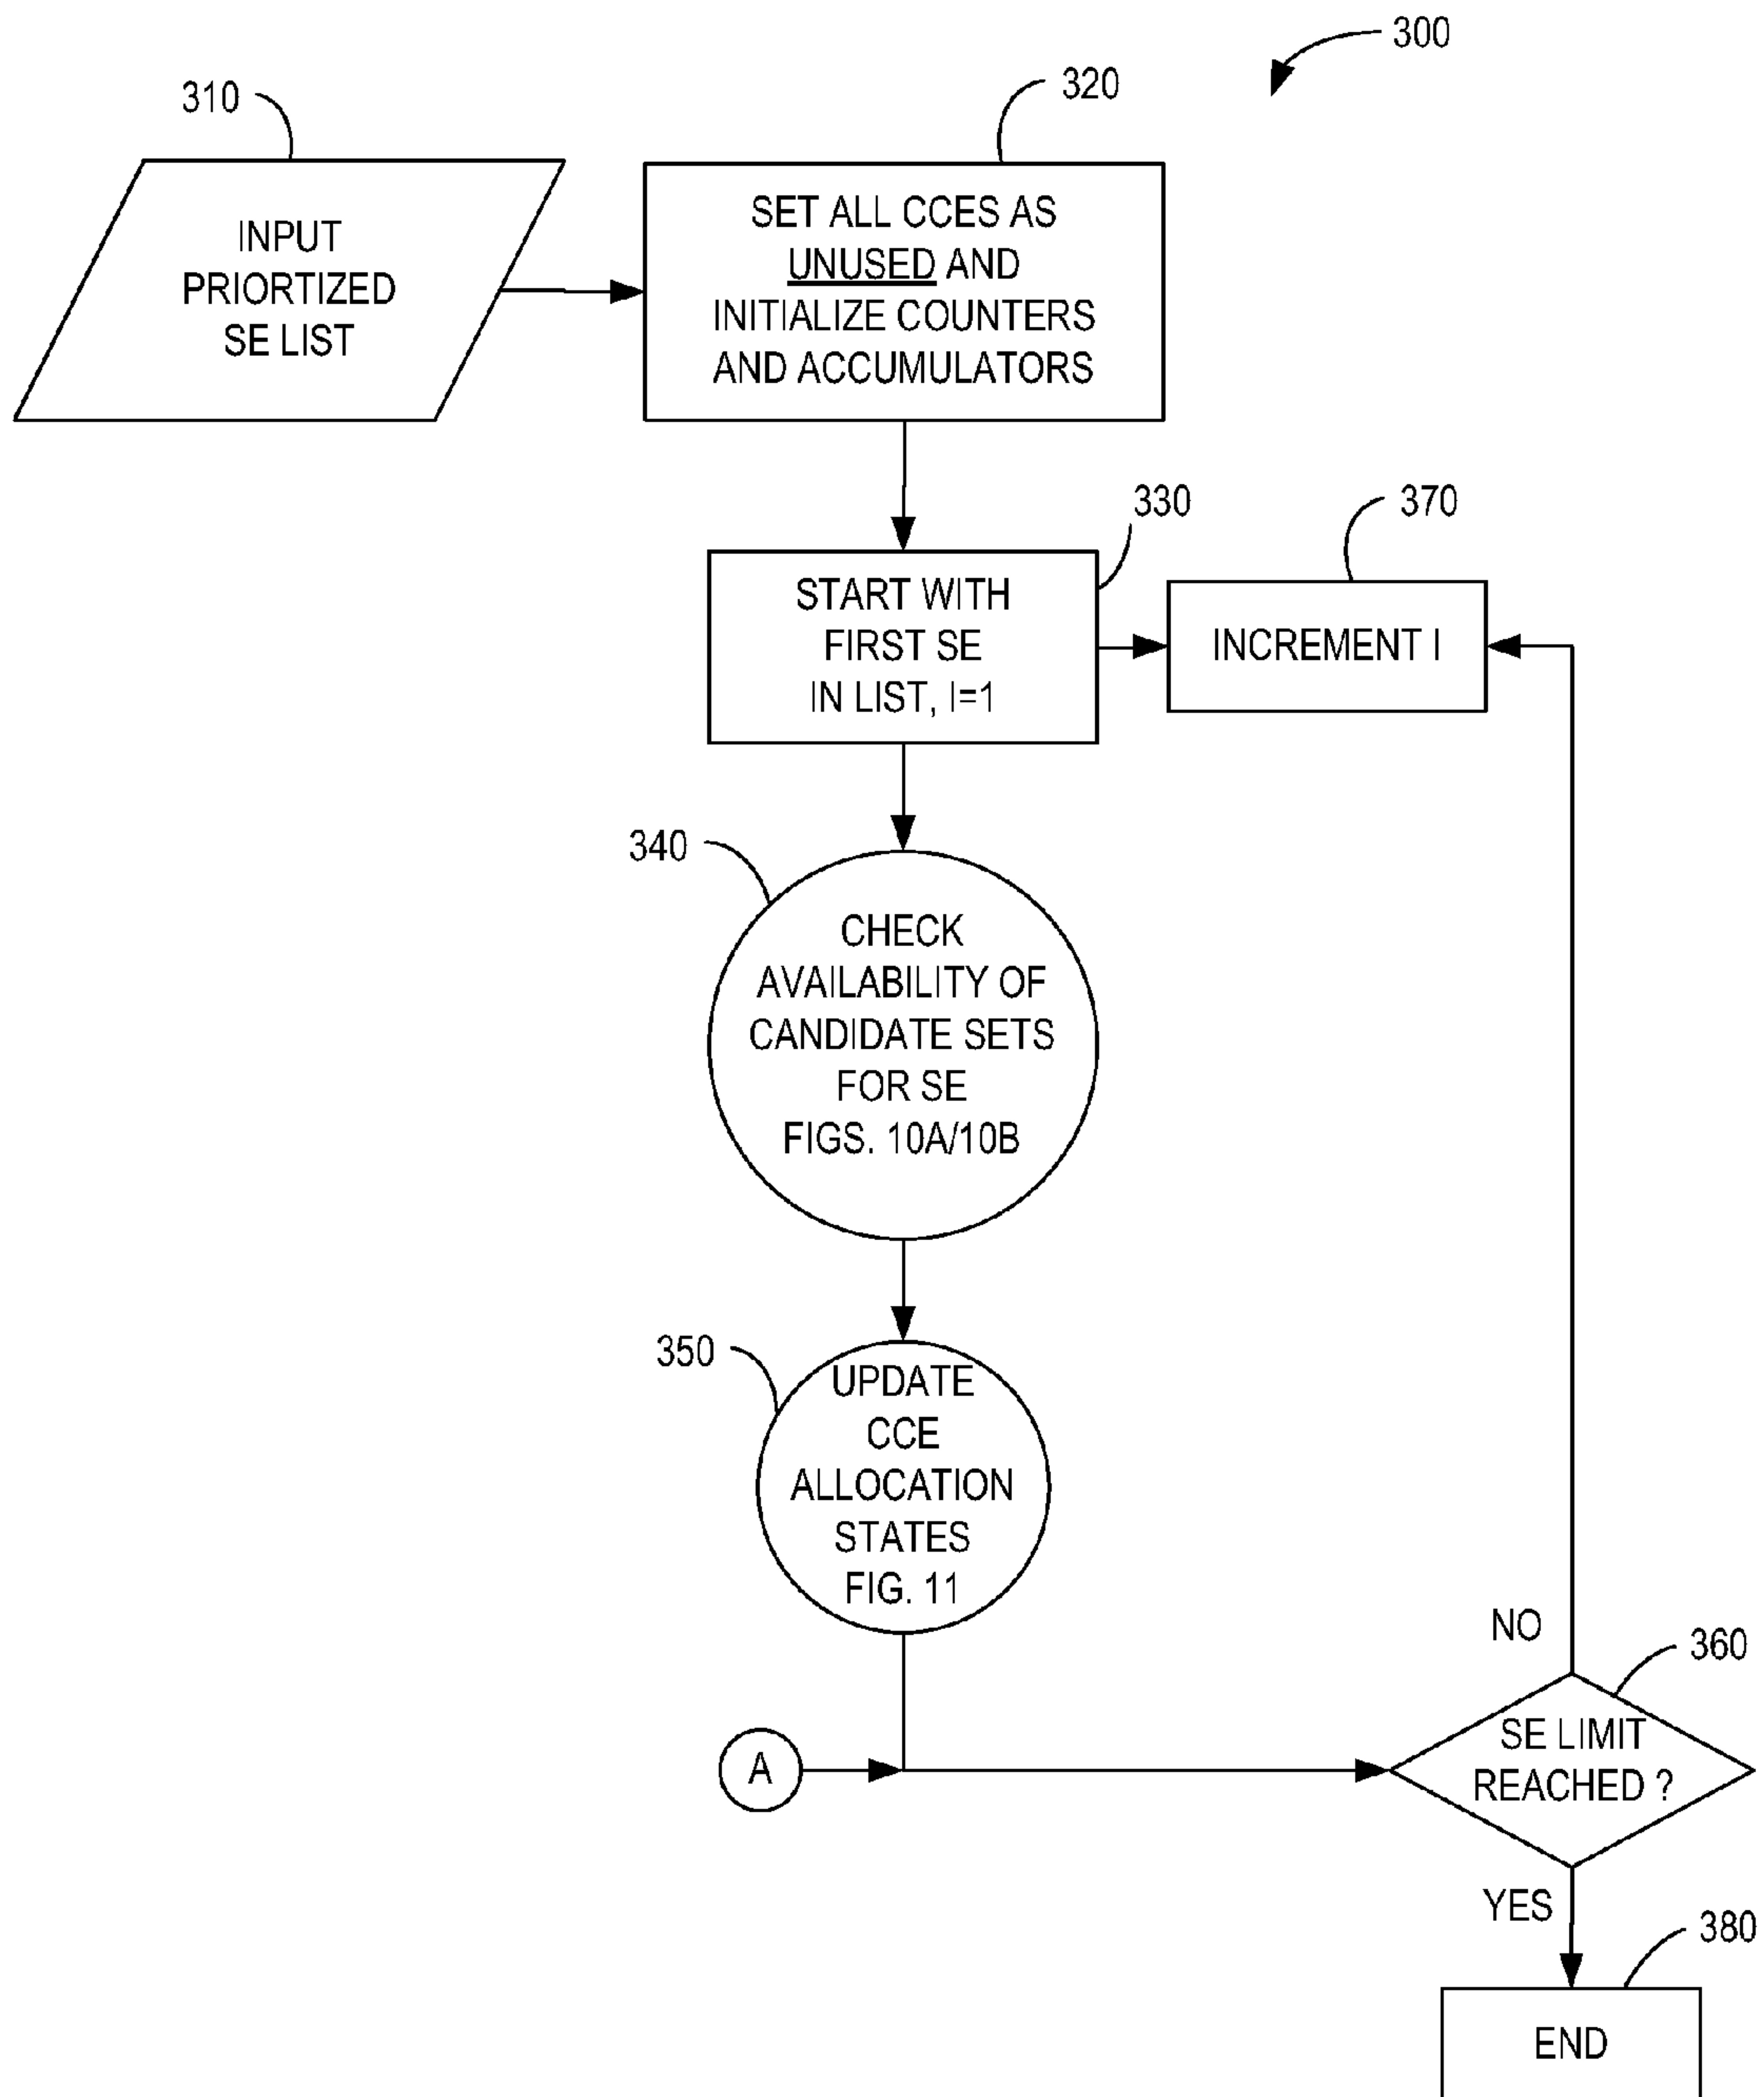 300
310
320
INPUT
PRIORTIZED
SE LIST
SET ALL CCES AS
UNUSED AND
INITIALIZE COUNTERS
AND ACCUMULATORS
330
370
START WITH
FIRST SE
IN LIST, I=1
INCREMENT I
340
CHECK
AVAILABILITY OF
CANDIDATE SETS
FOR SE
FIGS. 10A/10B
350
UPDATE
CCE
ALLOCATION
STATES
FIG. 11
NO
360
SE LIMIT
REACHED ?
A
YES
380
END